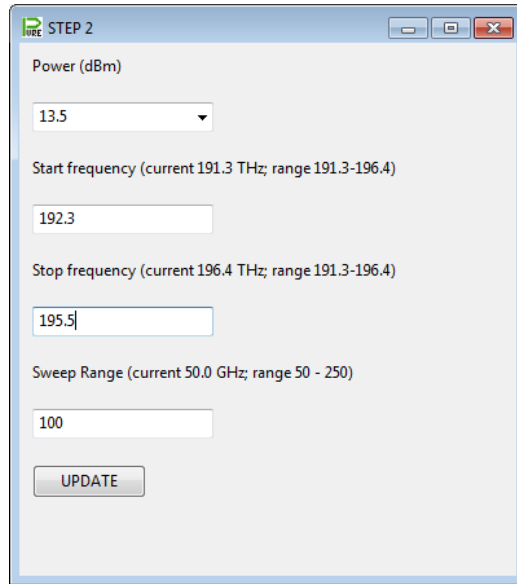 PURE STEP 2
Power (dBm)
13.5
Start frequency (current 191.3 THz; range 191.3-196.4)
192.3
Stop frequency (current 196.4 THz; range 191.3-196.4)
195.5
Sweep Range (current 50.0 GHz; range 50 - 250)
100
UPDATE